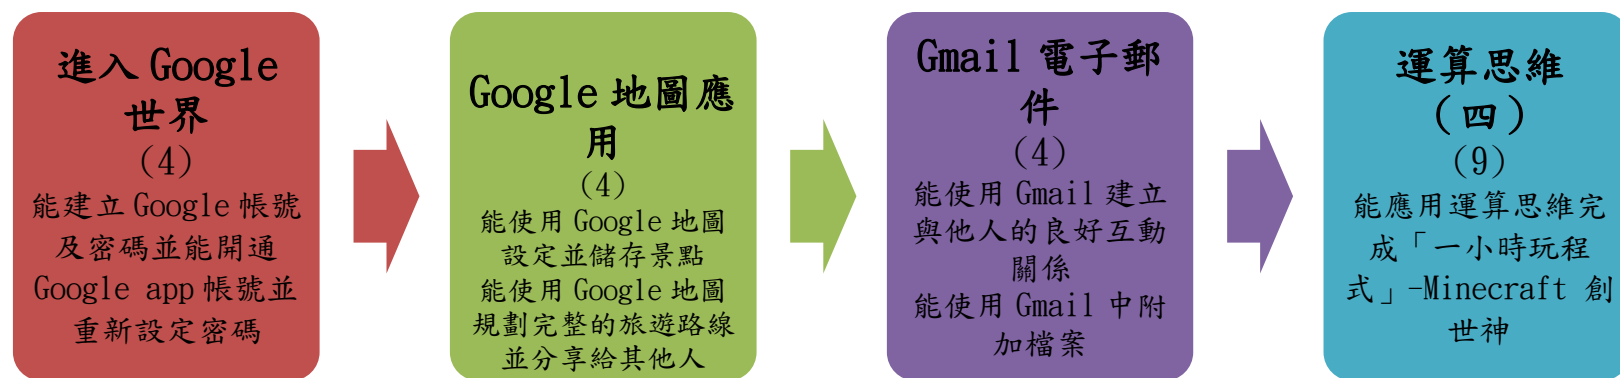 進入 Google
世界
(4)
能建立 Google 帳號
及密碼並能開通
Google app 帳號並
重新設定密碼
Google 地圖應
用
(4)
能使用 Google 地圖
設定並儲存景點
能使用 Google 地圖
規劃完整的旅遊路線
並分享給其他人
Gmail 電子郵
件
(4)
能使用 Gmail 建立
與他人的良好互動
關係
能使用 Gmail 中附
加檔案
運算思維
(四)
(9)
能應用運算思維完
成「一小時玩程
式」-Minecraft 創
世神